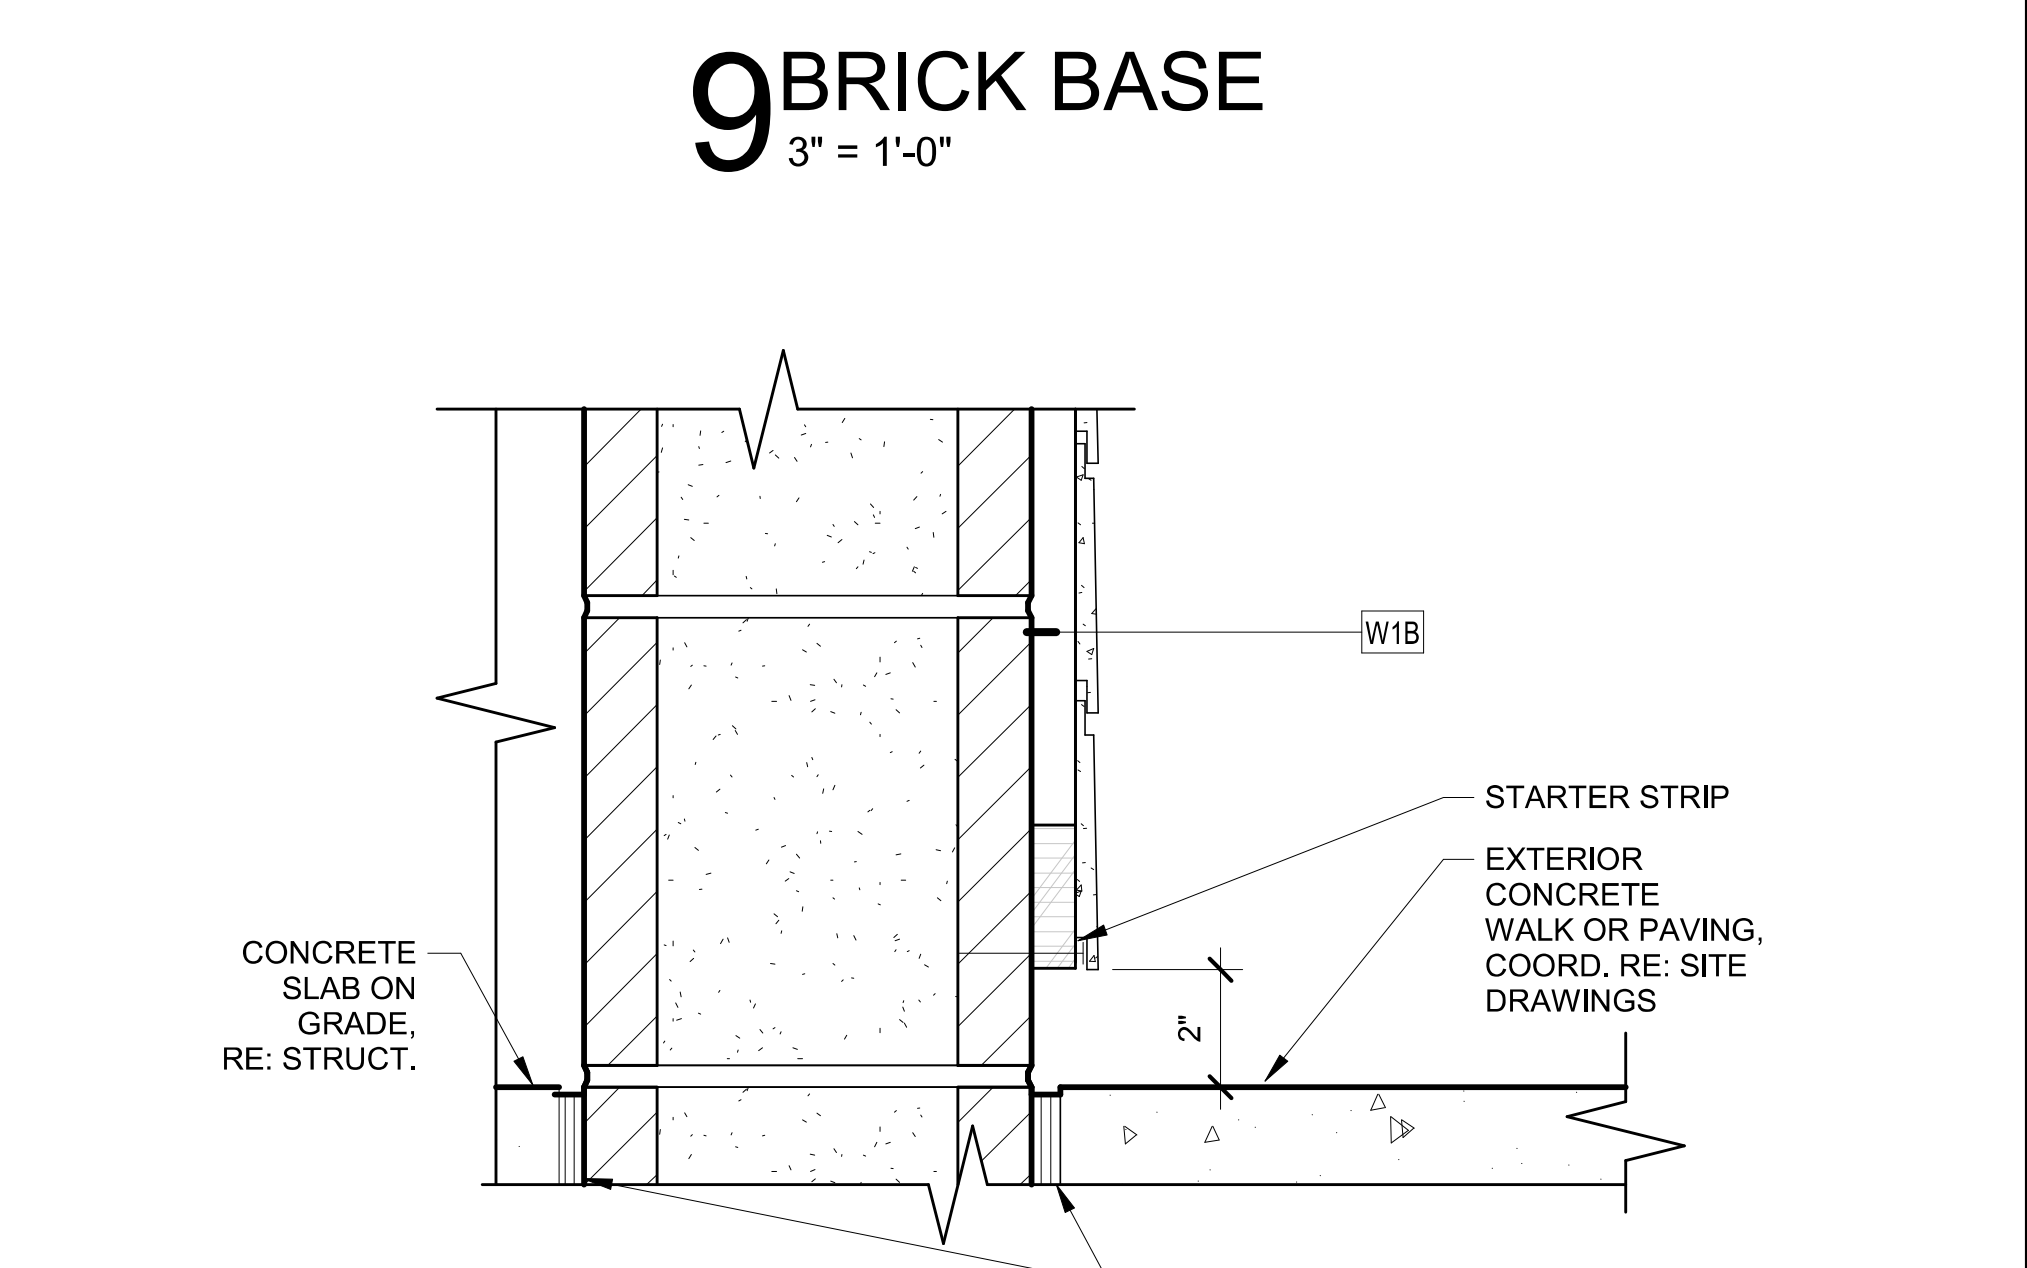 9 BRICK BASE
3" = 1'-0"
W1B
STARTER STRIP
EXTERIOR
CONCRETE
WALK OR PAVING,
COORD. RE: SITE
DRAWINGS
CONCRETE
SLAB ON
GRADE,
RE: STRUCT.
2"